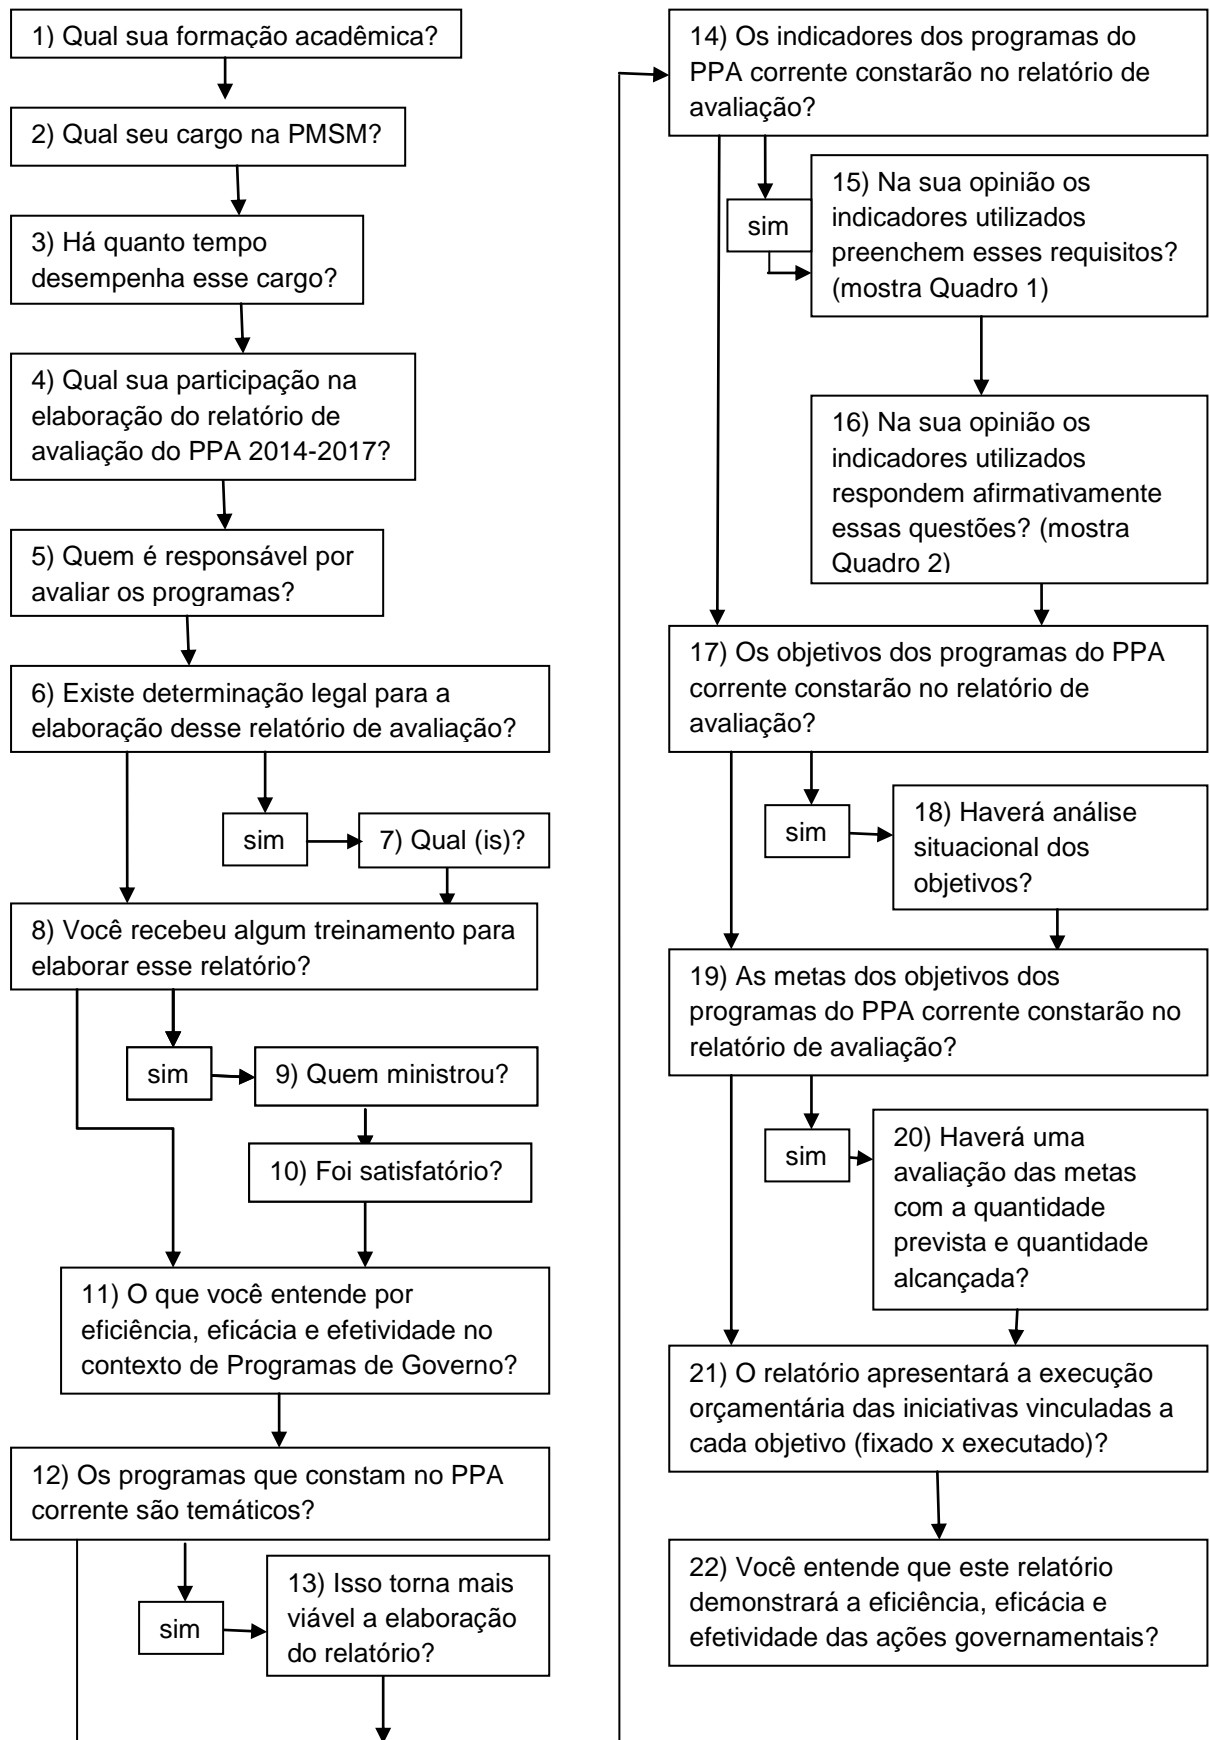 1) Qual sua formação acadêmica?
2) Qual seu cargo na PMSM?
3) Há quanto tempo
desempenha esse cargo?
4) Qual sua participação na
elaboração do relatório de
avaliação do PPA 2014-2017?
5) Quem é responsável por
avaliar os programas?
6) Existe determinação legal para a
elaboração desse relatório de avaliação?
sim
7) Qual (is)?
8) Você recebeu algum treinamento para
elaborar esse relatório?
sim
9) Quem ministrou?
10) Foi satisfatório?
11) O que você entende por
eficiência, eficácia e efetividade no
contexto de Programas de Governo?
12) Os programas que constam no PPA
corrente são temáticos?
sim
13) Isso torna mais
viável a elaboração
do relatório?
14) Os indicadores dos programas do
PPA corrente constarão no relatório de
avaliação?
sim
15) Na sua opinião os
indicadores utilizados
preenchem esses requisitos?
(mostra Quadro 1)
16) Na sua opinião os
indicadores utilizados
respondem afirmativamente
essas questões? (mostra
Quadro 2)
17) Os objetivos dos programas do PPA
corrente constarão no relatório de
avaliação?
sim
18) Haverá análise
situacional dos
objetivos?
19) As metas dos objetivos dos
programas do PPA corrente constarão no
relatório de avaliação?
sim
20) Haverá uma
avaliação das metas
com a quantidade
prevista e quantidade
alcançada?
21) O relatório apresentará a execução
orçamentária das iniciativas vinculadas a
cada objetivo (fixado x executado)?
22) Você entende que este relatório
demonstrará a eficiência, eficácia e
efetividade das ações governamentais?